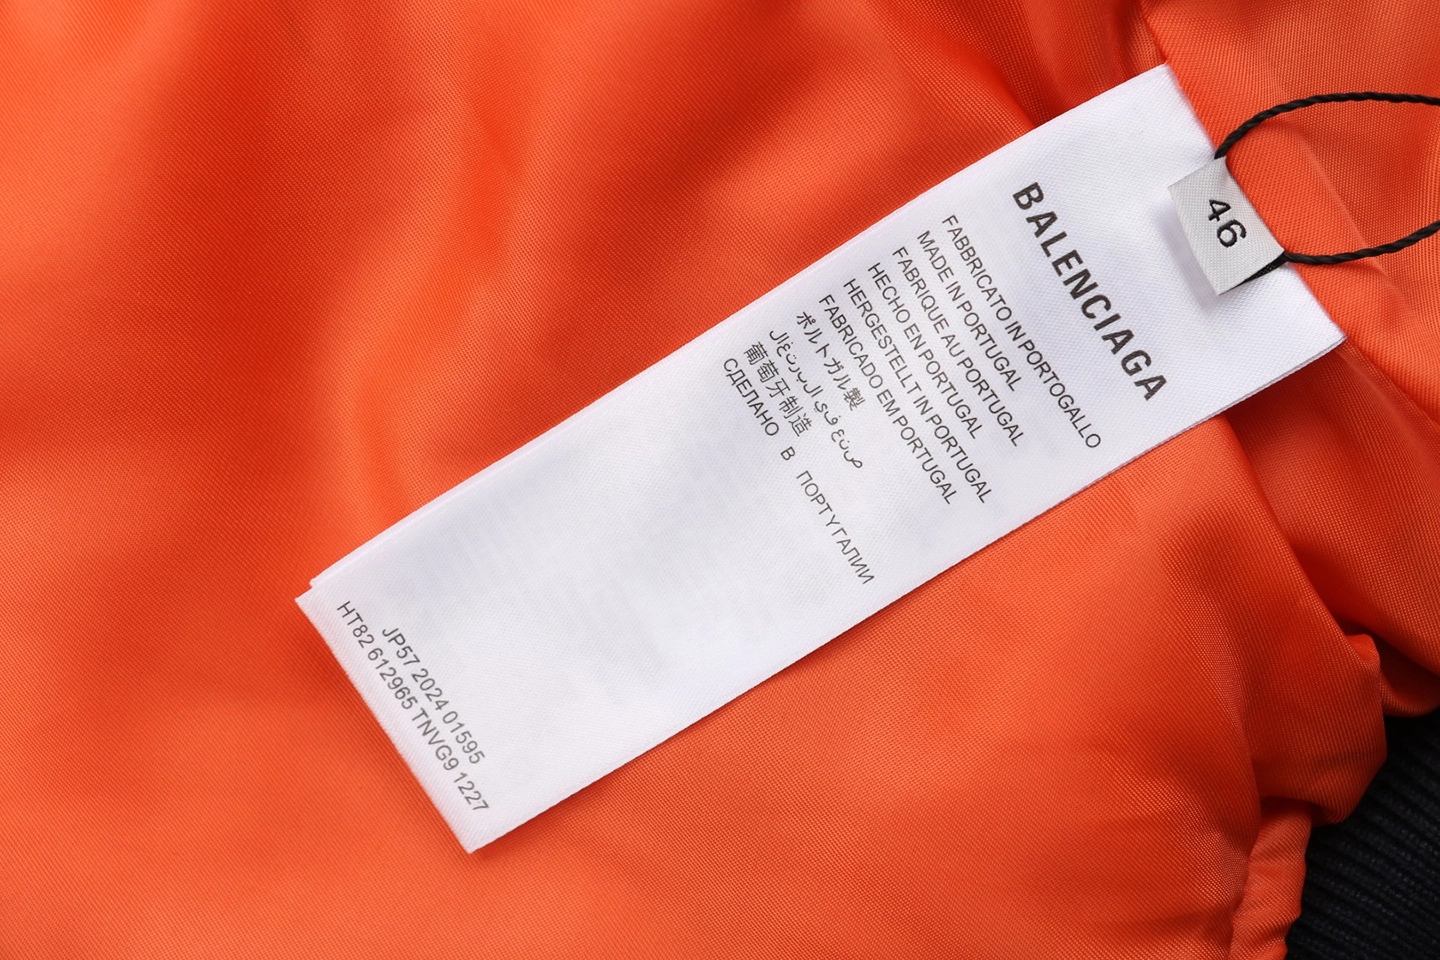 46
BALENCIAGA
FABBRICATO IN PORTOGALLO
MADE IN PORTUGAL
FABRIQUE AU PORTUGAL
HECHO EN PORTUGAL
HERGESTELLT IN PORTUGAL
FABRICADO EM PORTUGAL
ポルトガル製
صنع في البرتغال
葡萄牙制造
СДЕЛАНО В ПОРТУГАЛИИ
JP57 2024 01595
HT82 612965 TNVG9 1227